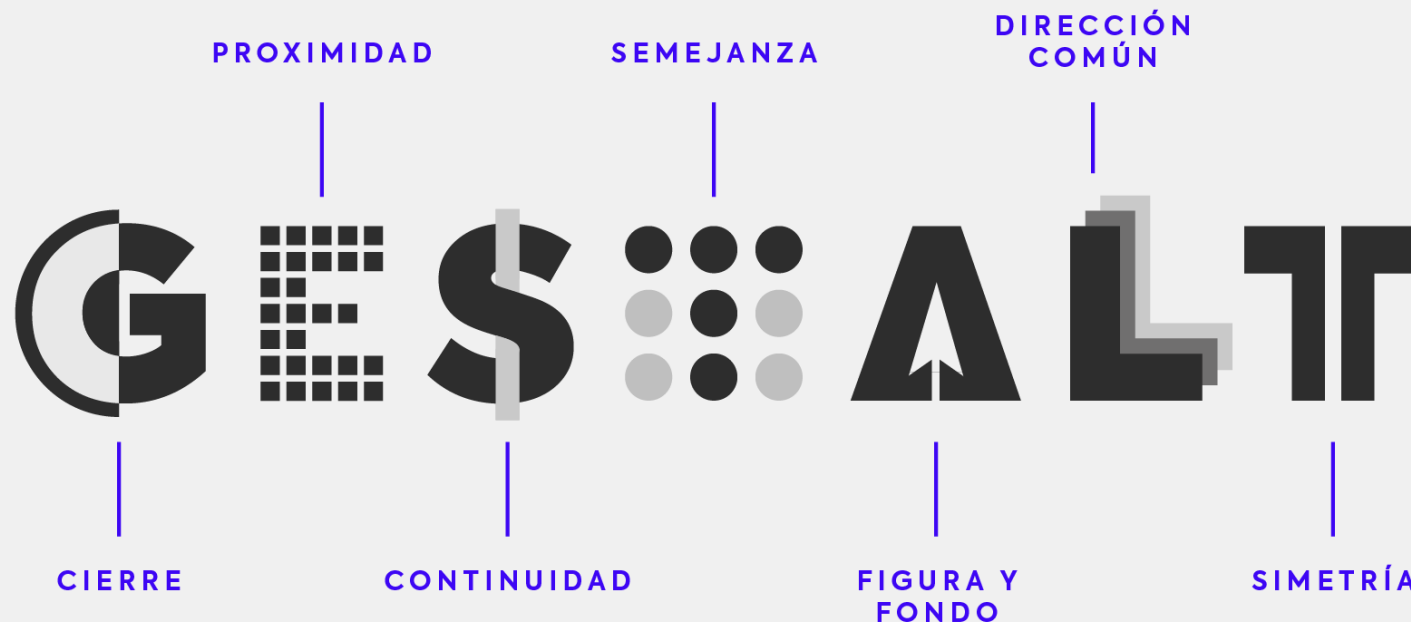 PROXIMIDAD
SEMEJANZA
DIRECCIÓN
COMÚN
GESTALT
CIERRE
CONTINUIDAD
FIGURA Y
FONDO
SIMETRÍA